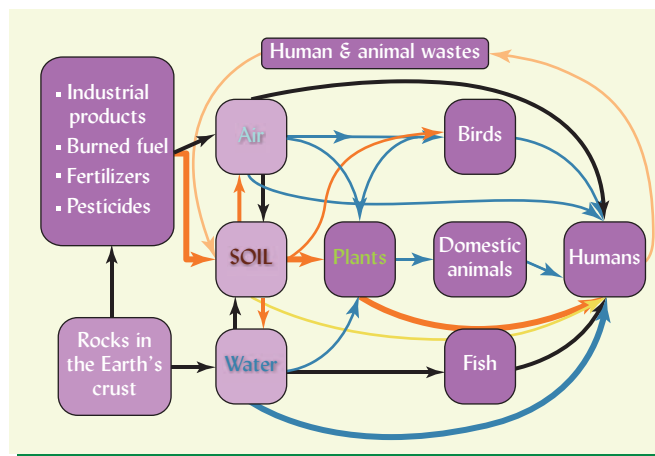 Human & animal wastes
▪ Industrial
products
▪ Burned fuel
▪ Fertilizers
▪ Pesticides
Air
Birds
SOIL
Plants
Domestic
animals
Humans
Rocks in
the Earth's
crust
Water
Fish